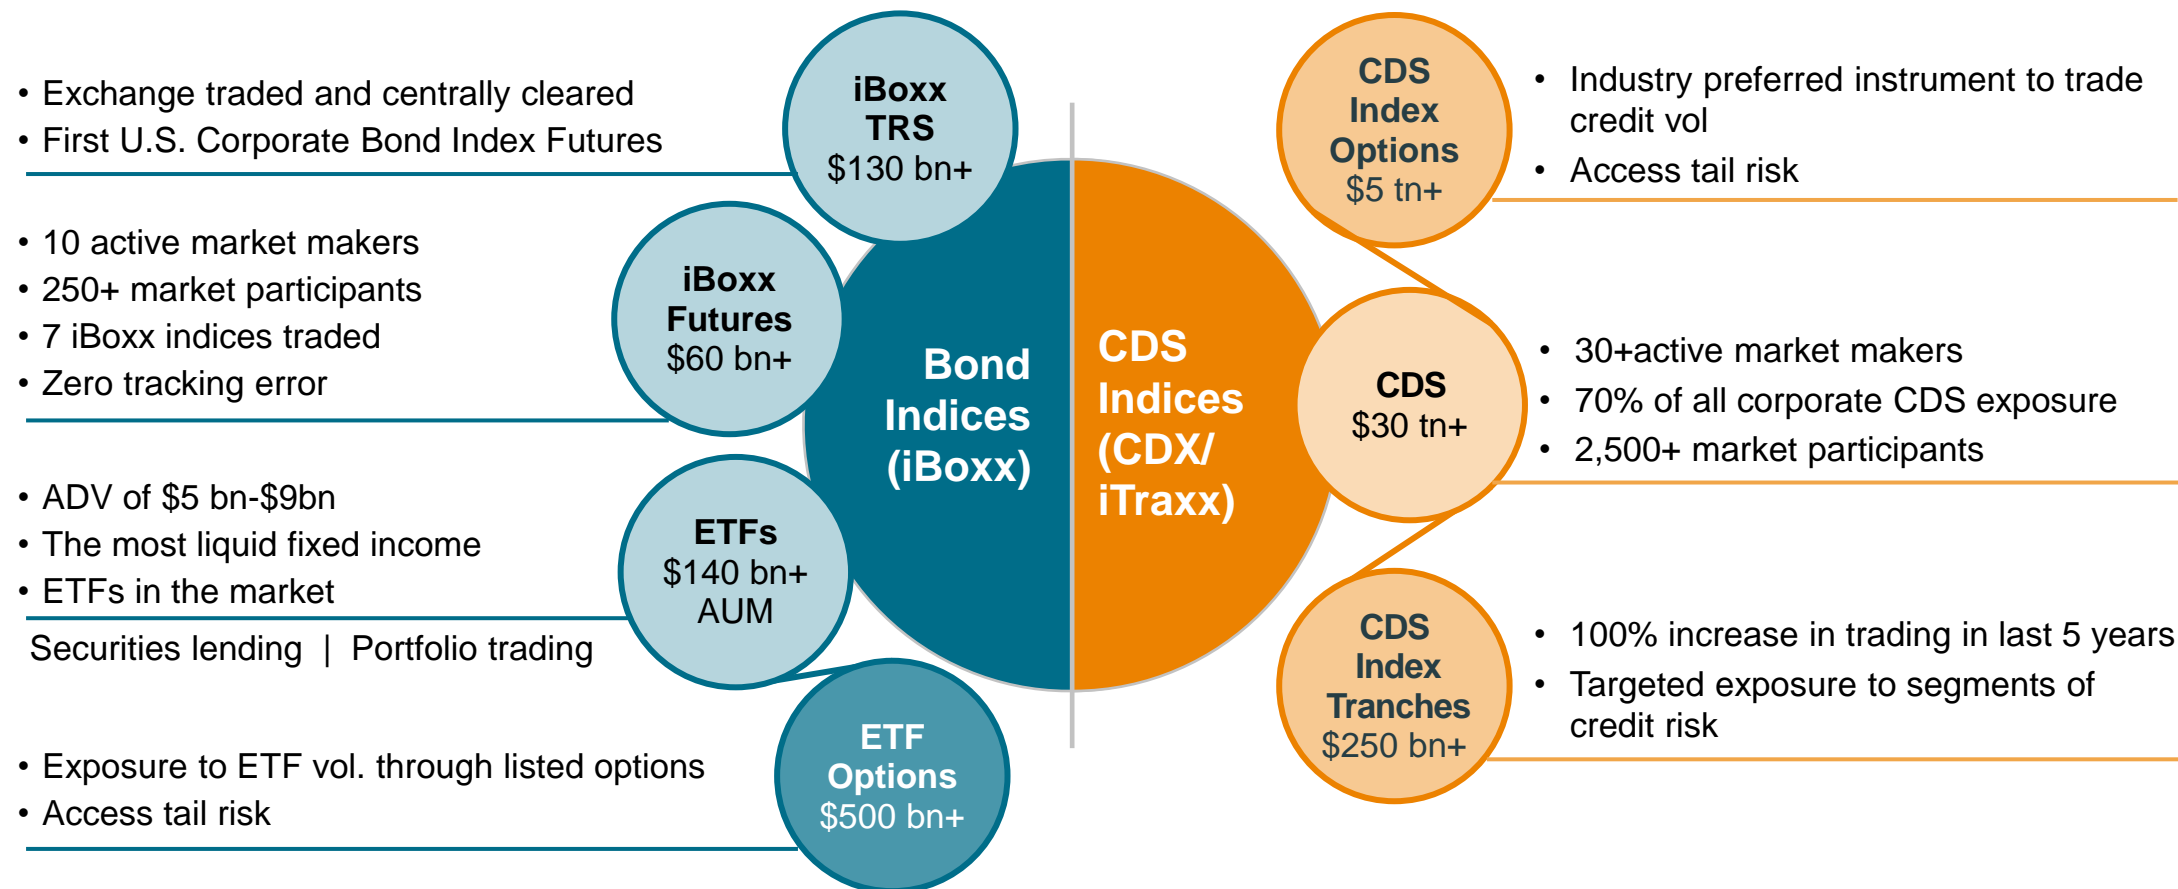 • Exchange traded and centrally cleared
• First U.S. Corporate Bond Index Futures
iBoxx
TRS
$130 bn+
• 10 active market makers
• 250+ market participants
• 7 iBoxx indices traded
• Zero tracking error
iBoxx
Futures
$60 bn+
• ADV of $5 bn-$9bn
• The most liquid fixed income
• ETFs in the market
Securities lending | Portfolio trading
ETFs
$140 bn+
AUM
• Exposure to ETF vol. through listed options
• Access tail risk
ETF
Options
$500 bn+
Bond
Indices
(iBoxx)
CDS
Indices
(CDX/
iTraxx)
CDS
Index
Options
$5 tn+
• Industry preferred instrument to trade
credit vol
• Access tail risk
CDS
$30 tn+
• 30+active market makers
• 70% of all corporate CDS exposure
• 2,500+ market participants
CDS
Index
Tranches
$250 bn+
• 100% increase in trading in last 5 years
• Targeted exposure to segments of
credit risk